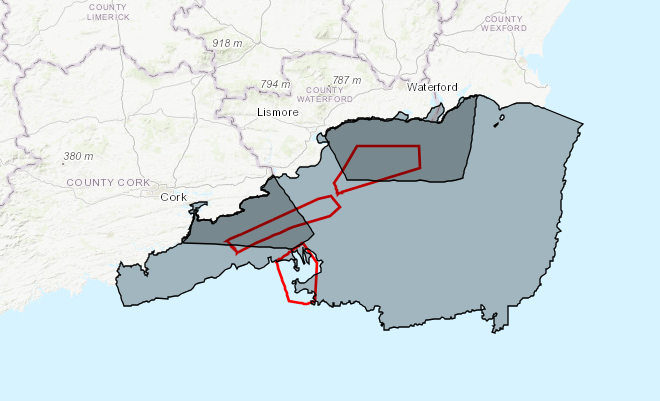 COUNTY
LIMERICK
COUNTY
WEXFORD
918 m
794 m
787 m
COUNTY
WATERFORD
Waterford
Lismore
380 m
COUNTY CORK
Cork